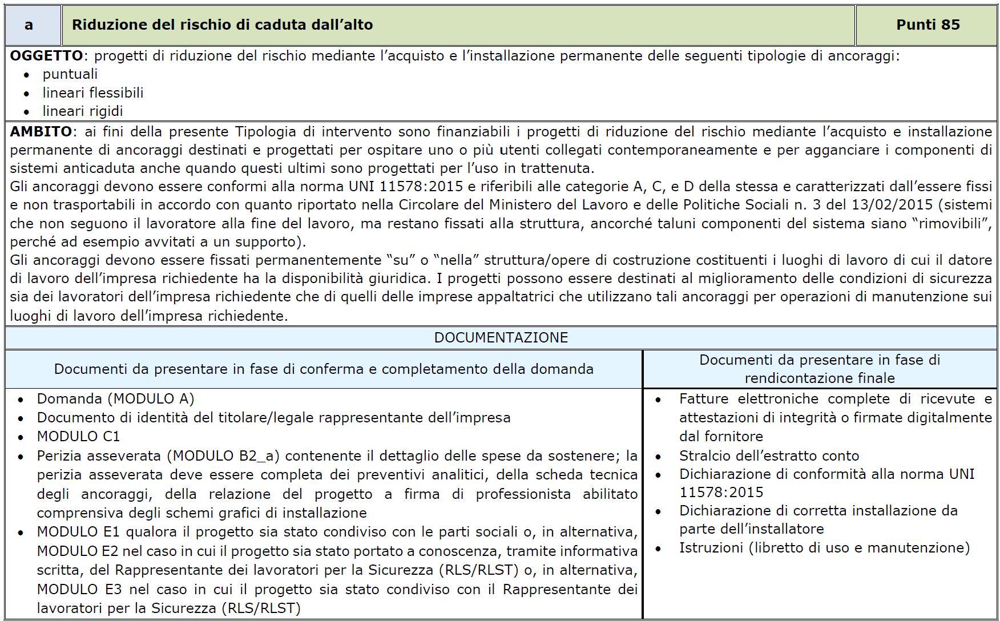 a Riduzione del rischio di caduta dall’alto Punti 85
OGGETTO: progetti di riduzione del rischio mediante l’acquisto e l’installazione permanente delle seguenti tipologie di ancoraggi:
• puntuali
• lineari flessibili
• lineari rigidi
AMBITO: ai fini della presente Tipologia di intervento sono finanziabili i progetti di riduzione del rischio mediante l’acquisto e installazione
permanente di ancoraggi destinati e progettati per ospitare uno o più utenti collegati contemporaneamente e per agganciare i componenti di
sistemi anticaduta anche quando questi ultimi sono progettati per l’uso in trattenuta.
Gli ancoraggi devono essere conformi alla norma UNI 11578:2015 e riferibili alle categorie A, C, e D della stessa e caratterizzati dall’essere fissi
e non trasportabili in accordo con quanto riportato nella Circolare del Ministero del Lavoro e delle Politiche Sociali n. 3 del 13/02/2015 (sistemi
che non seguono il lavoratore alla fine del lavoro, ma restano fissati alla struttura, ancorché taluni componenti del sistema siano “rimovibili”,
perché ad esempio avvitati a un supporto).
Gli ancoraggi devono essere fissati permanentemente “su” o “nella” struttura/opere di costruzione costituenti i luoghi di lavoro di cui il datore
di lavoro dell’impresa richiedente ha la disponibilità giuridica. I progetti possono essere destinati al miglioramento delle condizioni di sicurezza
sia dei lavoratori dell’impresa richiedente che di quelli delle imprese appaltatrici che utilizzano tali ancoraggi per operazioni di manutenzione sui
luoghi di lavoro dell’impresa richiedente.
DOCUMENTAZIONE
Documenti da presentare in fase di conferma e completamento della domanda
• Domanda (MODULO A)
• Documento di identità del titolare/legale rappresentante dell’impresa
• MODULO C1
• Perizia asseverata (MODULO B2_a) contenente il dettaglio delle spese da sostenere; la
perizia asseverata deve essere completa dei preventivi analitici, della scheda tecnica
degli ancoraggi, della relazione del progetto a firma di professionista abilitato
comprensiva degli schemi grafici di installazione
• MODULO E1 qualora il progetto sia stato condiviso con le parti sociali o, in alternativa,
MODULO E2 nel caso in cui il progetto sia stato portato a conoscenza, tramite informativa
scritta, del Rappresentante dei lavoratori per la Sicurezza (RLS/RLST) o, in alternativa,
MODULO E3 nel caso in cui il progetto sia stato condiviso con il Rappresentante dei
lavoratori per la Sicurezza (RLS/RLST)
Documenti da presentare in fase di
rendicontazione finale
• Fatture elettroniche complete di ricevute e
attestazioni di integrità o firmate digitalmente
dal fornitore
• Stralcio dell’estratto conto
• Dichiarazione di conformità alla norma UNI
11578:2015
• Dichiarazione di corretta installazione da
parte dell’installatore
• Istruzioni (libretto di uso e manutenzione)